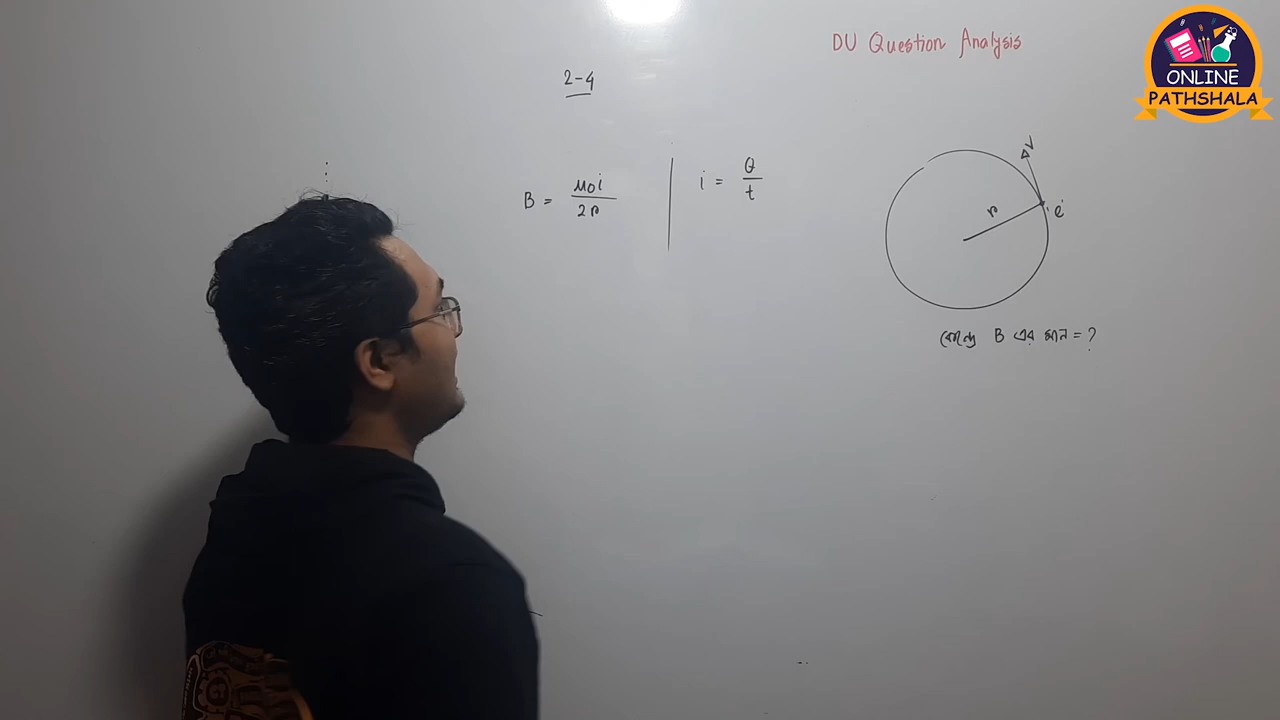 DU Question Analysis
ONLINE
PATHSHALA
2-4
B = μ0i / 2r
i = Q / t
V
r
e
কেন্দ্রে B এর মান = ?